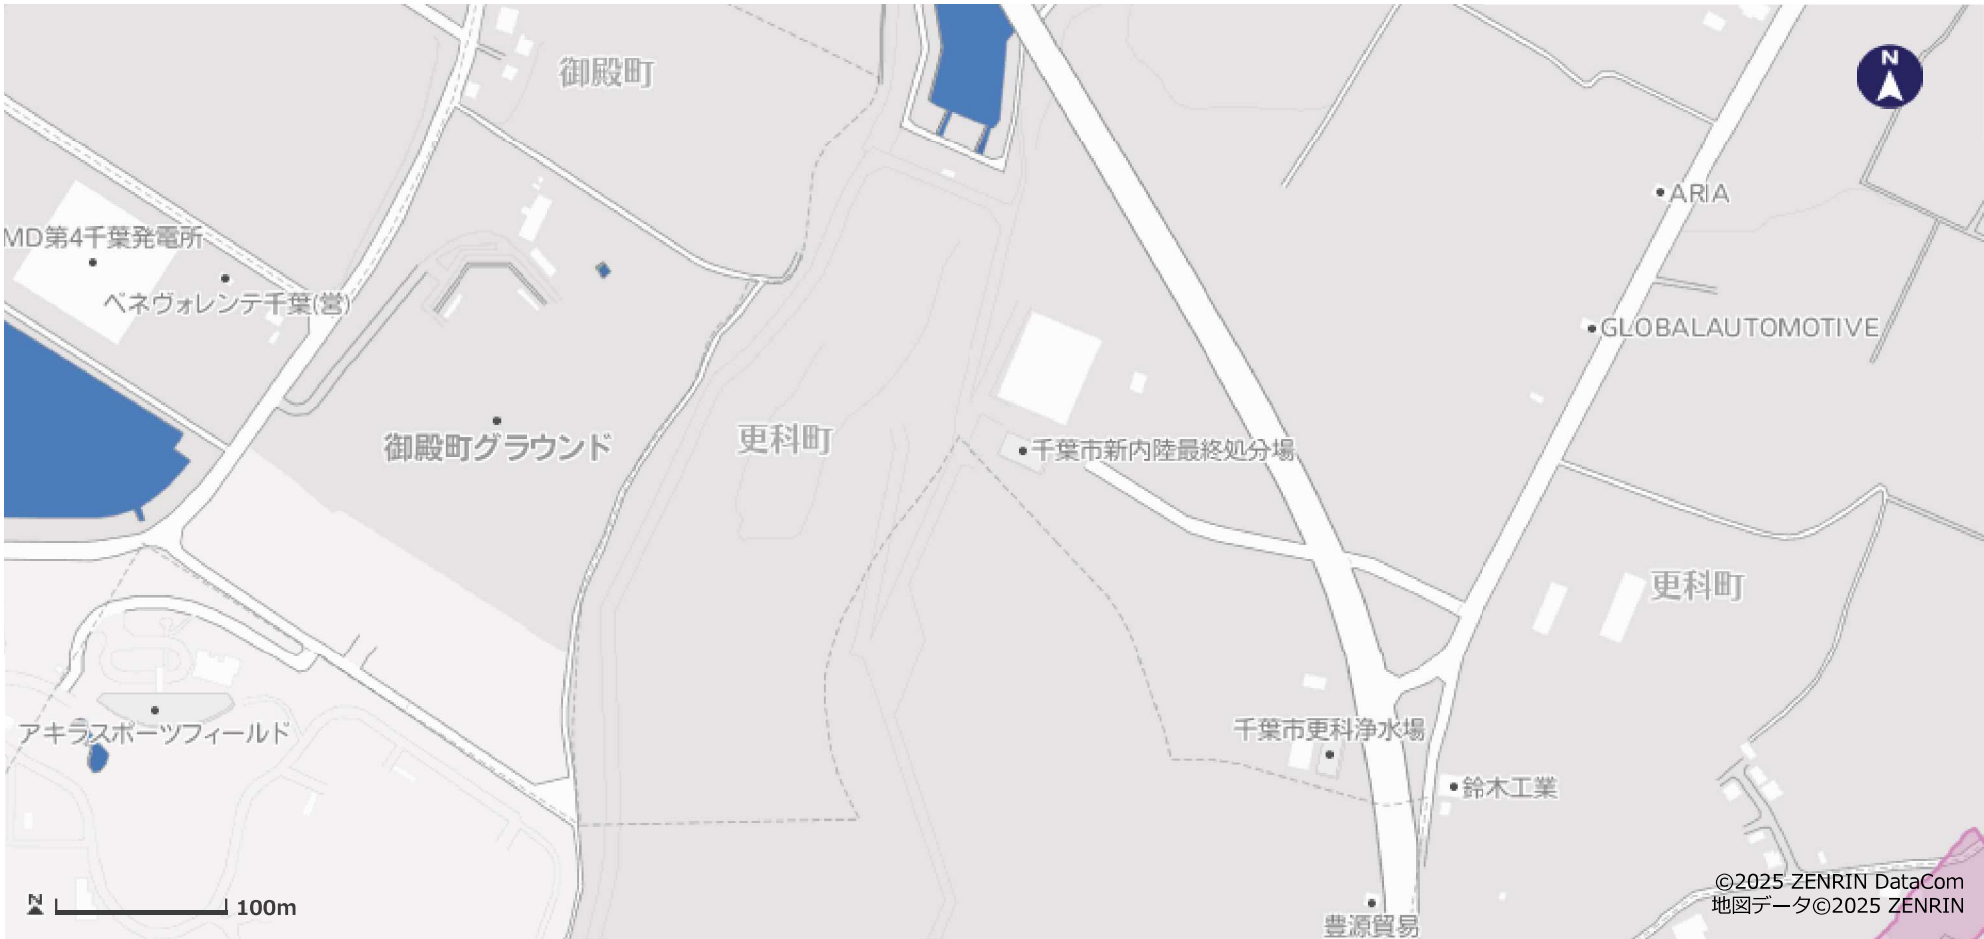 御殿町
N
ARIA
MD第4千葉発電所
ベネヴォレンテ千葉(営)
GLOBALAUTOMOTIVE
御殿町グラウンド
更科町
千葉市新内陸最終処分場
更科町
アキラスポーツフィールド
千葉市更科浄水場
鈴木工業
©2025 ZENRIN DataCom
地図データ©2025 ZENRIN
N
100m
豊源貿易